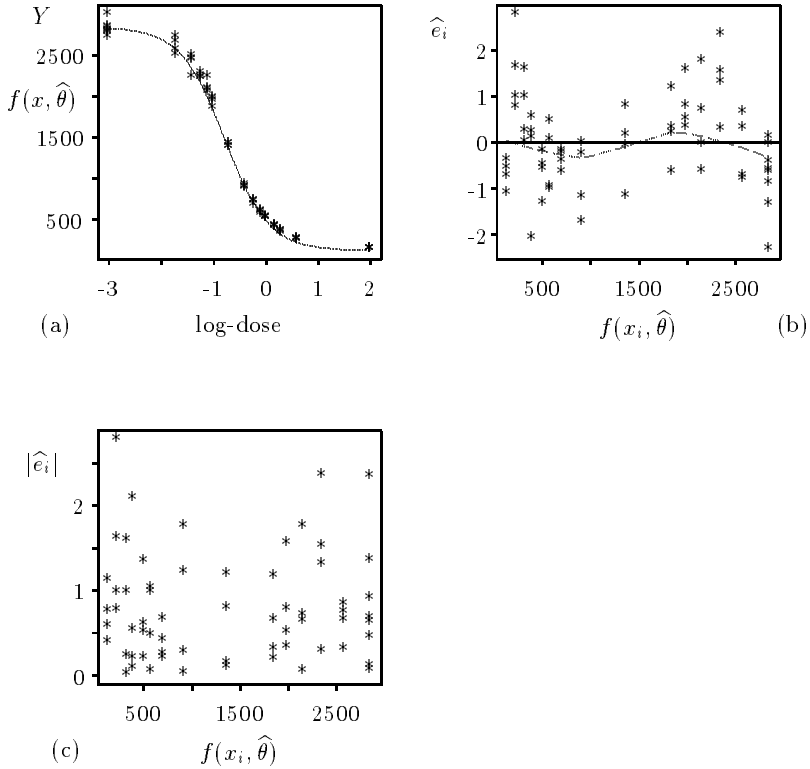 Y
2500
f(x, θ̂)
1500
500
-3 -1 0 1 2
(a) log-dose
ê_i
2
1
0
-1
-2
500 1500 2500
f(x_i, θ̂) (b)
|ê_i|
2
1
0
500 1500 2500
(c) f(x_i, θ̂)